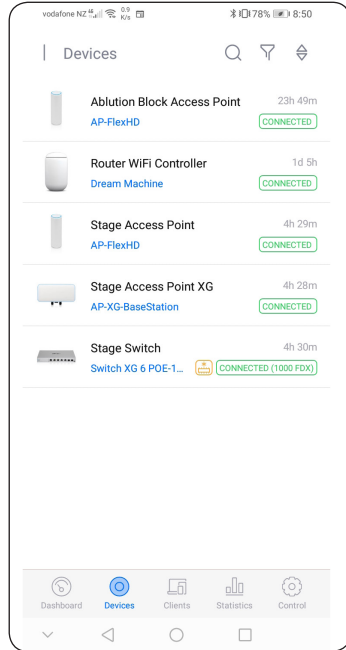 vodafone NZ 4G 0.9 K/s 78% 8:50
Devices
Ablution Block Access Point 23h 49m
AP-FlexHD CONNECTED
Router WiFi Controller 1d 5h
Dream Machine CONNECTED
Stage Access Point 4h 29m
AP-FlexHD CONNECTED
Stage Access Point XG 4h 28m
AP-XG-BaseStation CONNECTED
Stage Switch 4h 30m
Switch XG 6 POE-1... CONNECTED (1000 FDX)
Dashboard Devices Clients Statistics Control